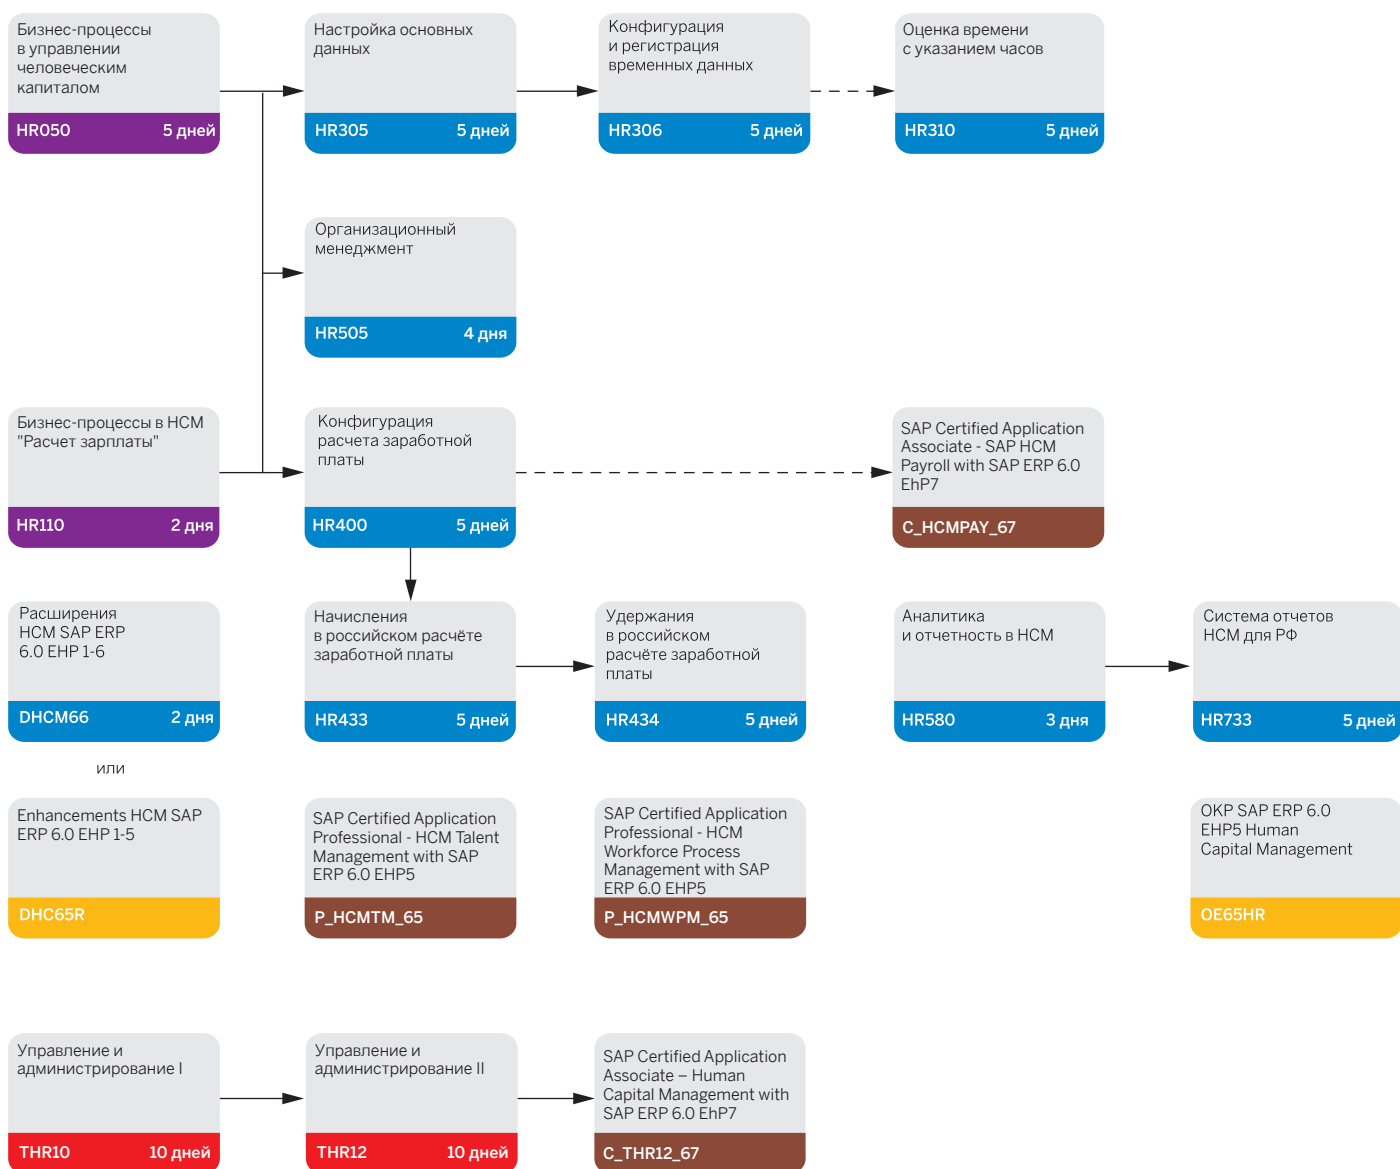 Бизнес-процессы
в управлении
человеческим
капиталом
HR050 5 дней
Настройка основных
данных
HR305 5 дней
Конфигурация
и регистрация
временных данных
HR306 5 дней
Оценка времени
с указанием часов
HR310 5 дней
Организационный
менеджмент
HR505 4 дня
Бизнес-процессы в HCM
"Расчет зарплаты"
HR110 2 дня
Конфигурация
расчета заработной
платы
HR400 5 дней
SAP Certified Application
Associate - SAP HCM
Payroll with SAP ERP 6.0
EhP7
C_HCMPAY_67
Расширения
HCM SAP ERP
6.0 EHP 1-6
DHCM66 2 дня
Начисления
в российском расчёте
заработной платы
HR433 5 дней
Удержания
в российском
расчёте заработной
платы
HR434 5 дней
Аналитика
и отчетность в HCM
HR580 3 дня
Система отчетов
HCM для РФ
HR733 5 дней
или
Enhancements HCM SAP
ERP 6.0 EHP 1-5
DHC65R
SAP Certified Application
Professional - HCM Talent
Management with SAP
ERP 6.0 EHP5
P_HCMTM_65
SAP Certified Application
Professional - HCM
Workforce Process
Management with SAP
ERP 6.0 EHP5
P_HCMWPM_65
OKP SAP ERP 6.0
EHP5 Human
Capital Management
OE65HR
Управление и
администрирование I
THR10 10 дней
Управление и
администрирование II
THR12 10 дней
SAP Certified Application
Associate – Human
Capital Management with
SAP ERP 6.0 EhP7
C_THR12_67